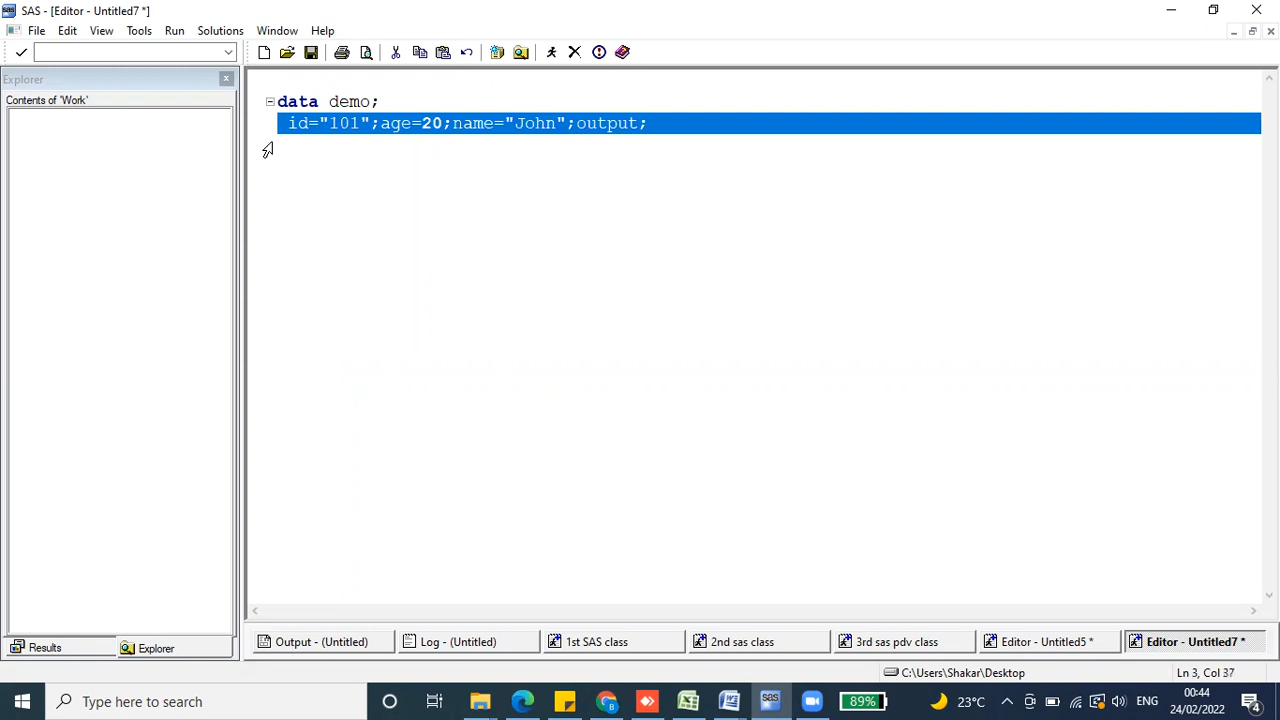 SAS - [Editor - Untitled7 *]
File Edit View Tools Run Solutions Window Help
Explorer
Contents of 'Work'
data demo;
id="101";age=20;name="John";output;
Results
Explorer
Output - (Untitled)
Log - (Untitled)
1st SAS class
2nd sas class
3rd sas pdv class
Editor - Untitled5 *
Editor - Untitled7 *
C:\Users\Shakar\Desktop
Ln 3, Col 37
Type here to search
89%
23°C
ENG
00:44
24/02/2022
4